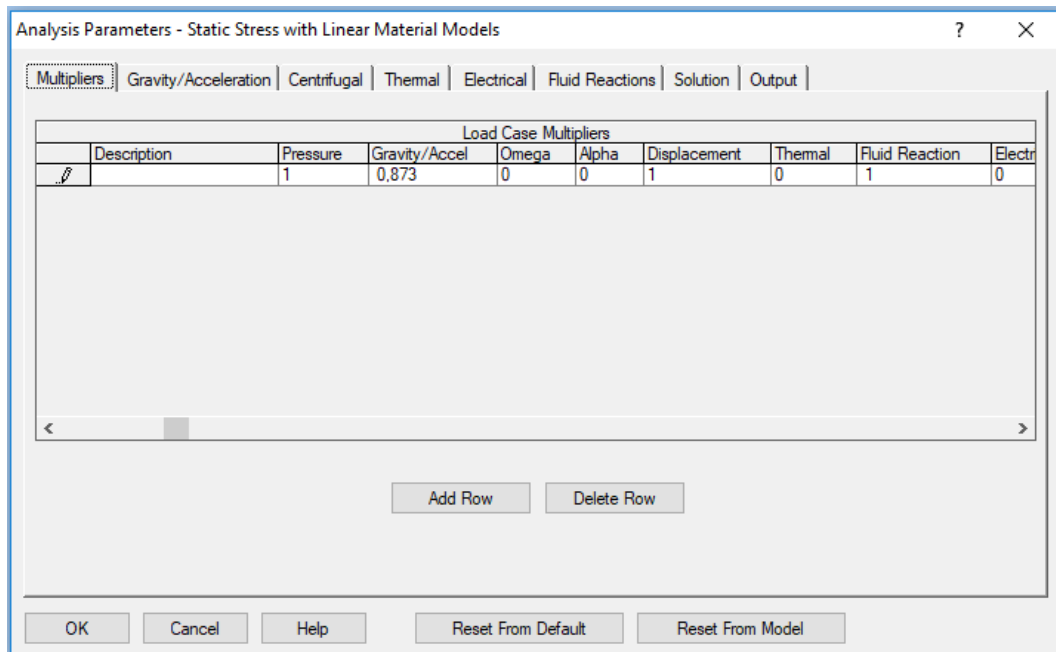 Analysis Parameters - Static Stress with Linear Material Models ?
Multipliers Gravity/Acceleration Centrifugal Thermal Electrical Fluid Reactions Solution Output
Load Case Multipliers
Description Pressure Gravity/Accel Omega Alpha Displacement Thermal Fluid Reaction Electr
1 0,873 0 0 1 0 1 0
Add Row Delete Row
OK Cancel Help Reset From Default Reset From Model